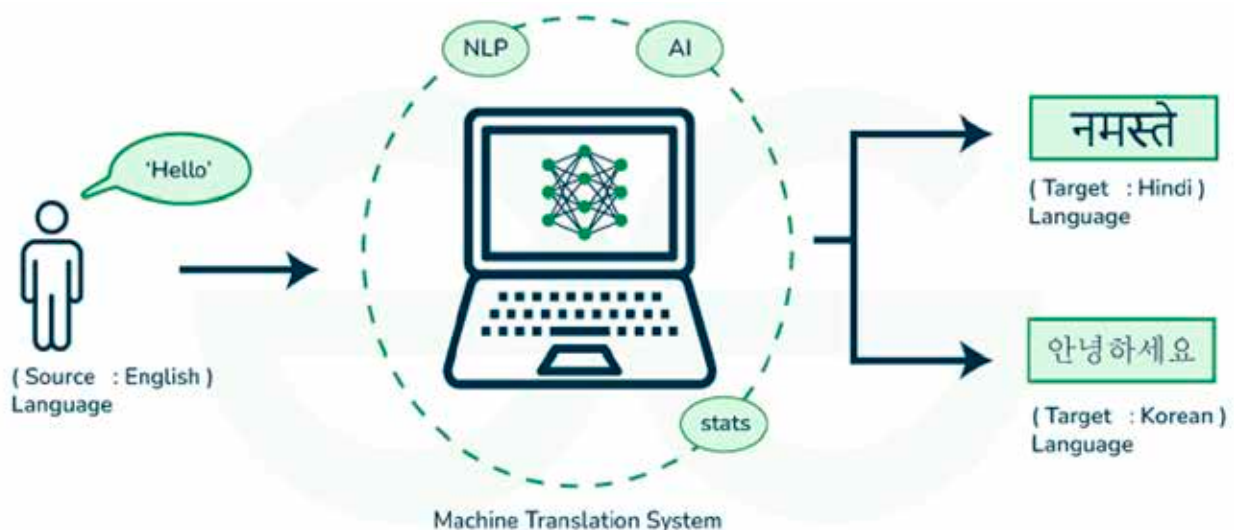 NLP
AI
'Hello'
( Source : English )
Language
stats
Machine Translation System
नमस्ते
( Target : Hindi )
Language
안녕하세요
( Target : Korean )
Language